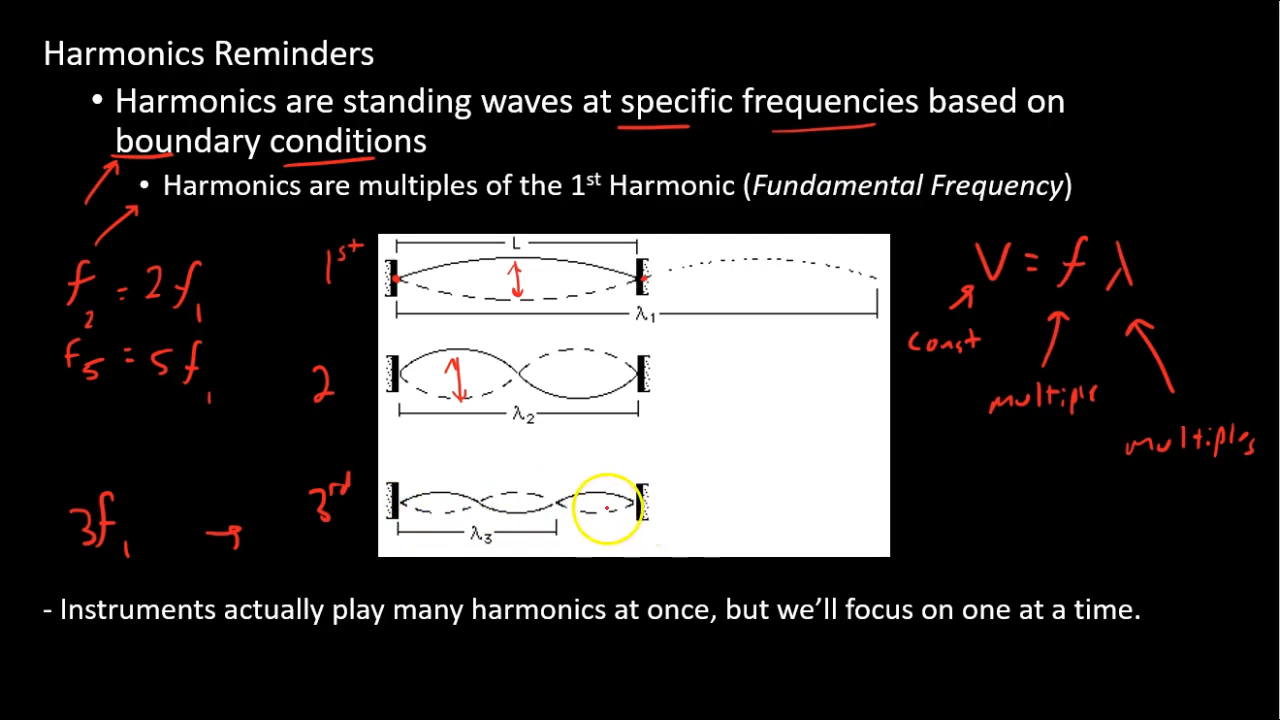 Harmonics Reminders
• Harmonics are standing waves at specific frequencies based on
boundary conditions
• Harmonics are multiples of the 1st Harmonic (Fundamental Frequency)
f2 = 2f1
f5 = 5f1
3f1 →
1st
2
3rd
L
λ1
λ2
λ3
V = f λ
const
multiple
multiples
- Instruments actually play many harmonics at once, but we'll focus on one at a time.